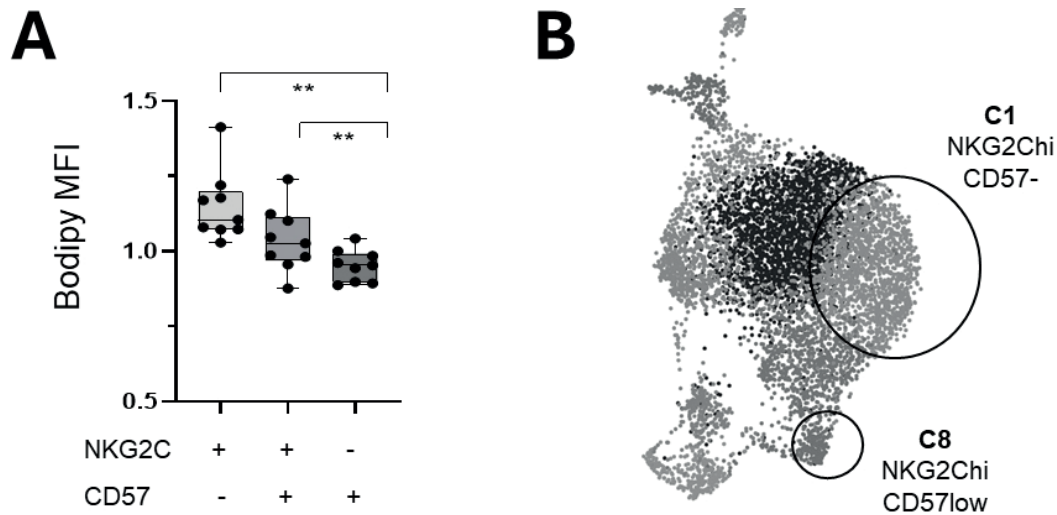 A
B
**
**
1.5
1.0
0.5
Bodipy MFI
NKG2C + + -
CD57 - + +
C1
NKG2Chi
CD57-
C8
NKG2Chi
CD57low